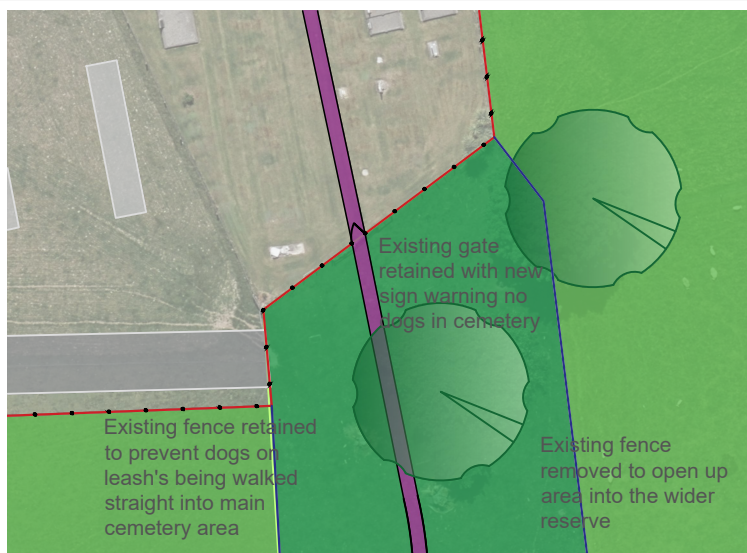 Existing gate
retained with new
sign warning no
dogs in cemetery
Existing fence retained
to prevent dogs on
leash's being walked
straight into main
cemetery area
Existing fence
removed to open up
area into the wider
reserve